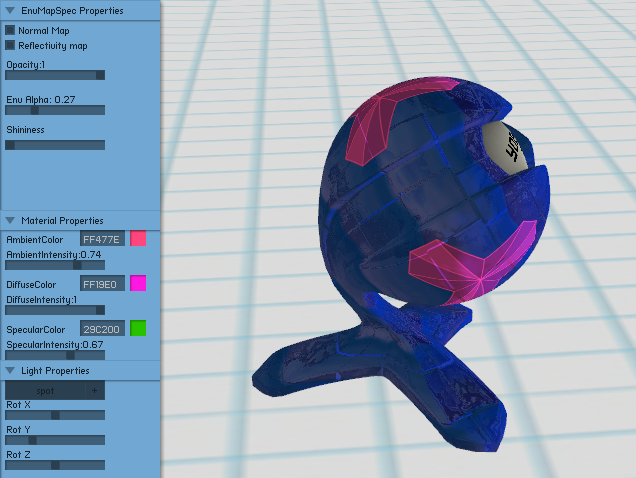 EnuMapSpec Properties
Normal Map
Reflectivity map
Opacity:1
Env Alpha: 0.27
Shininess
Material Properties
AmbientColor FF477E
AmbientIntensity:0.74
DiffuseColor FF19E0
DiffuseIntensity:1
SpecularColor 29C200
SpecularIntensity:0.67
Light Properties
spot +
Rot X
Rot Y
Rot Z